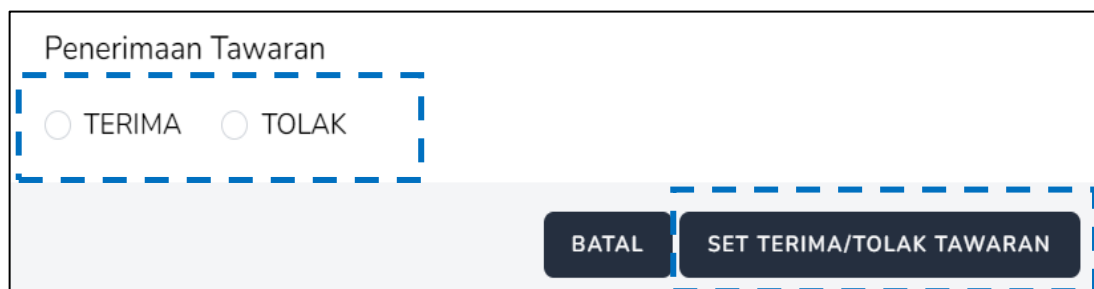 Penerimaan Tawaran
TERIMA TOLAK
BATAL SET TERIMA/TOLAK TAWARAN